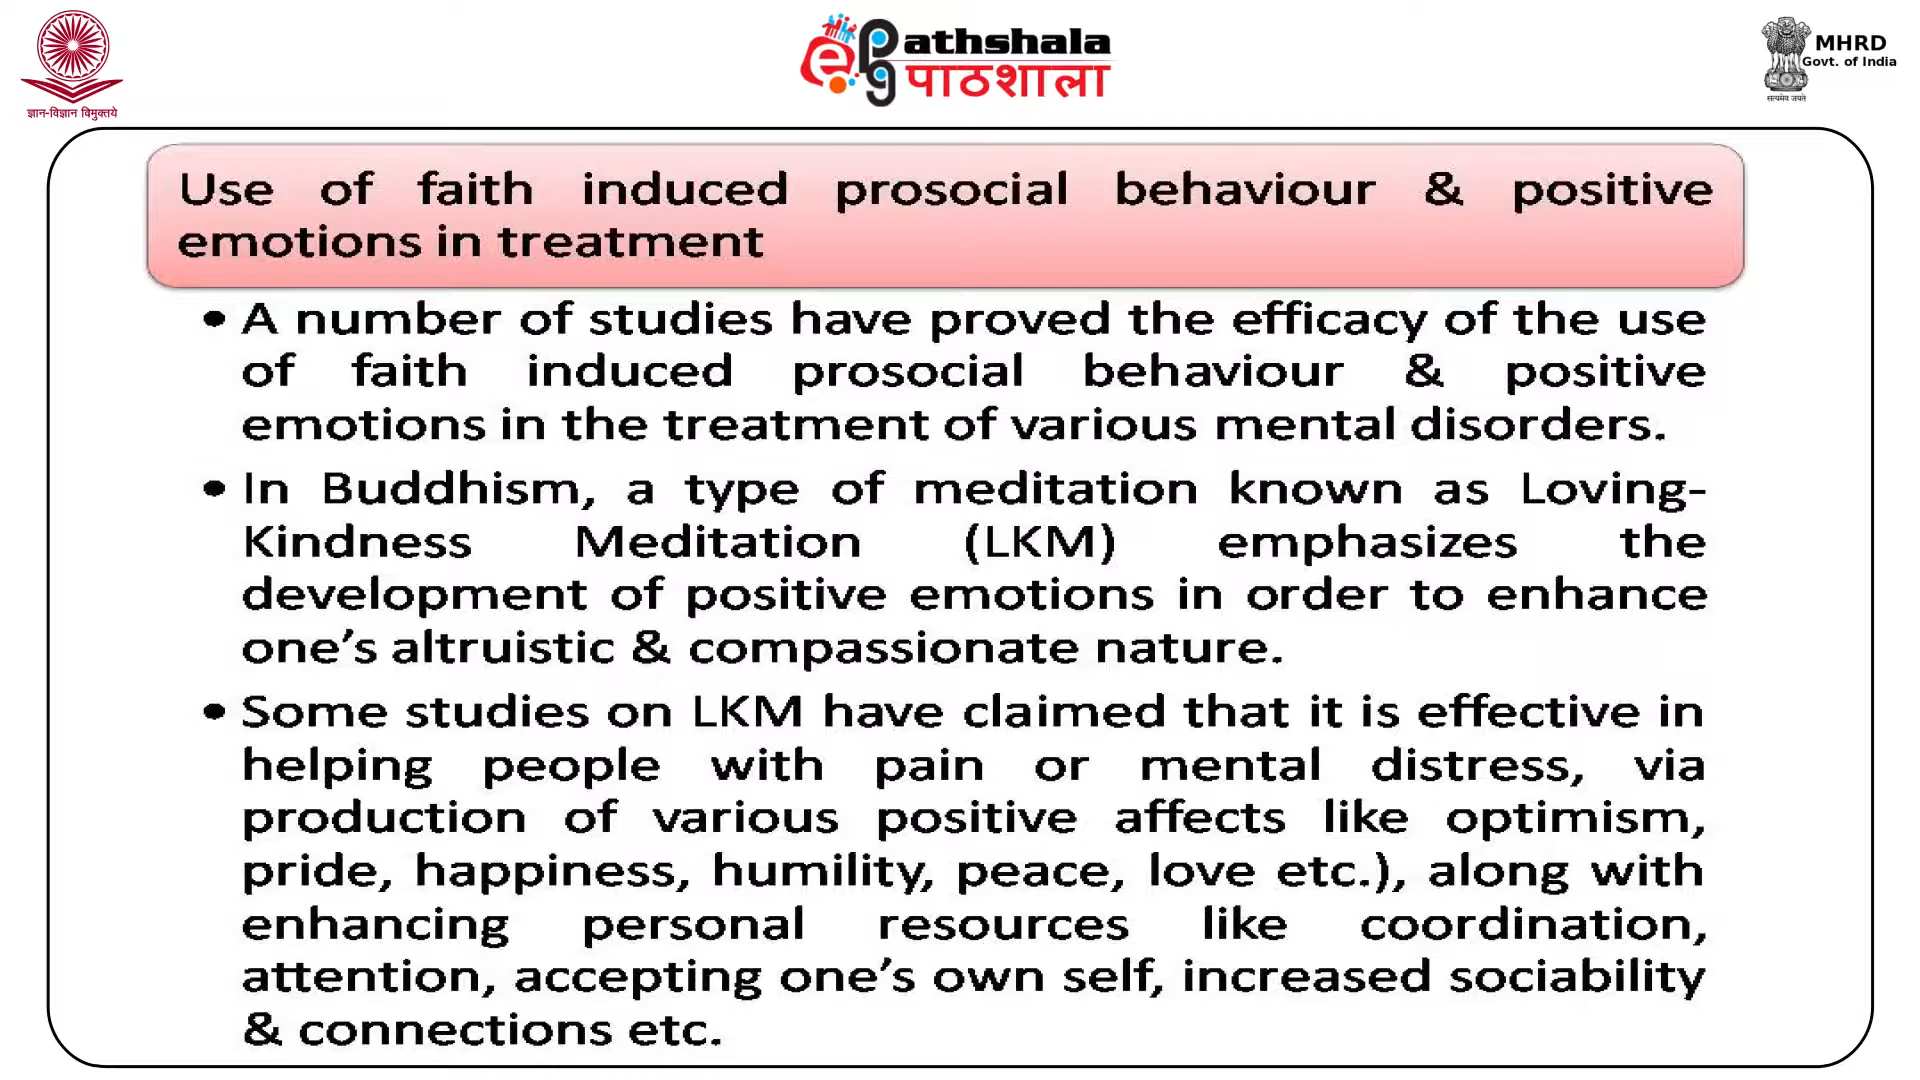 ज्ञान-विज्ञान विमुक्तये
ePG Pathshala
पाठशाला
सत्यमेव जयते
MHRD
Govt. of India
Use of faith induced prosocial behaviour & positive
emotions in treatment
• A number of studies have proved the efficacy of the use
of faith induced prosocial behaviour & positive
emotions in the treatment of various mental disorders.
• In Buddhism, a type of meditation known as Loving-
Kindness Meditation (LKM) emphasizes the
development of positive emotions in order to enhance
one’s altruistic & compassionate nature.
• Some studies on LKM have claimed that it is effective in
helping people with pain or mental distress, via
production of various positive affects like optimism,
pride, happiness, humility, peace, love etc.), along with
enhancing personal resources like coordination,
attention, accepting one’s own self, increased sociability
& connections etc.